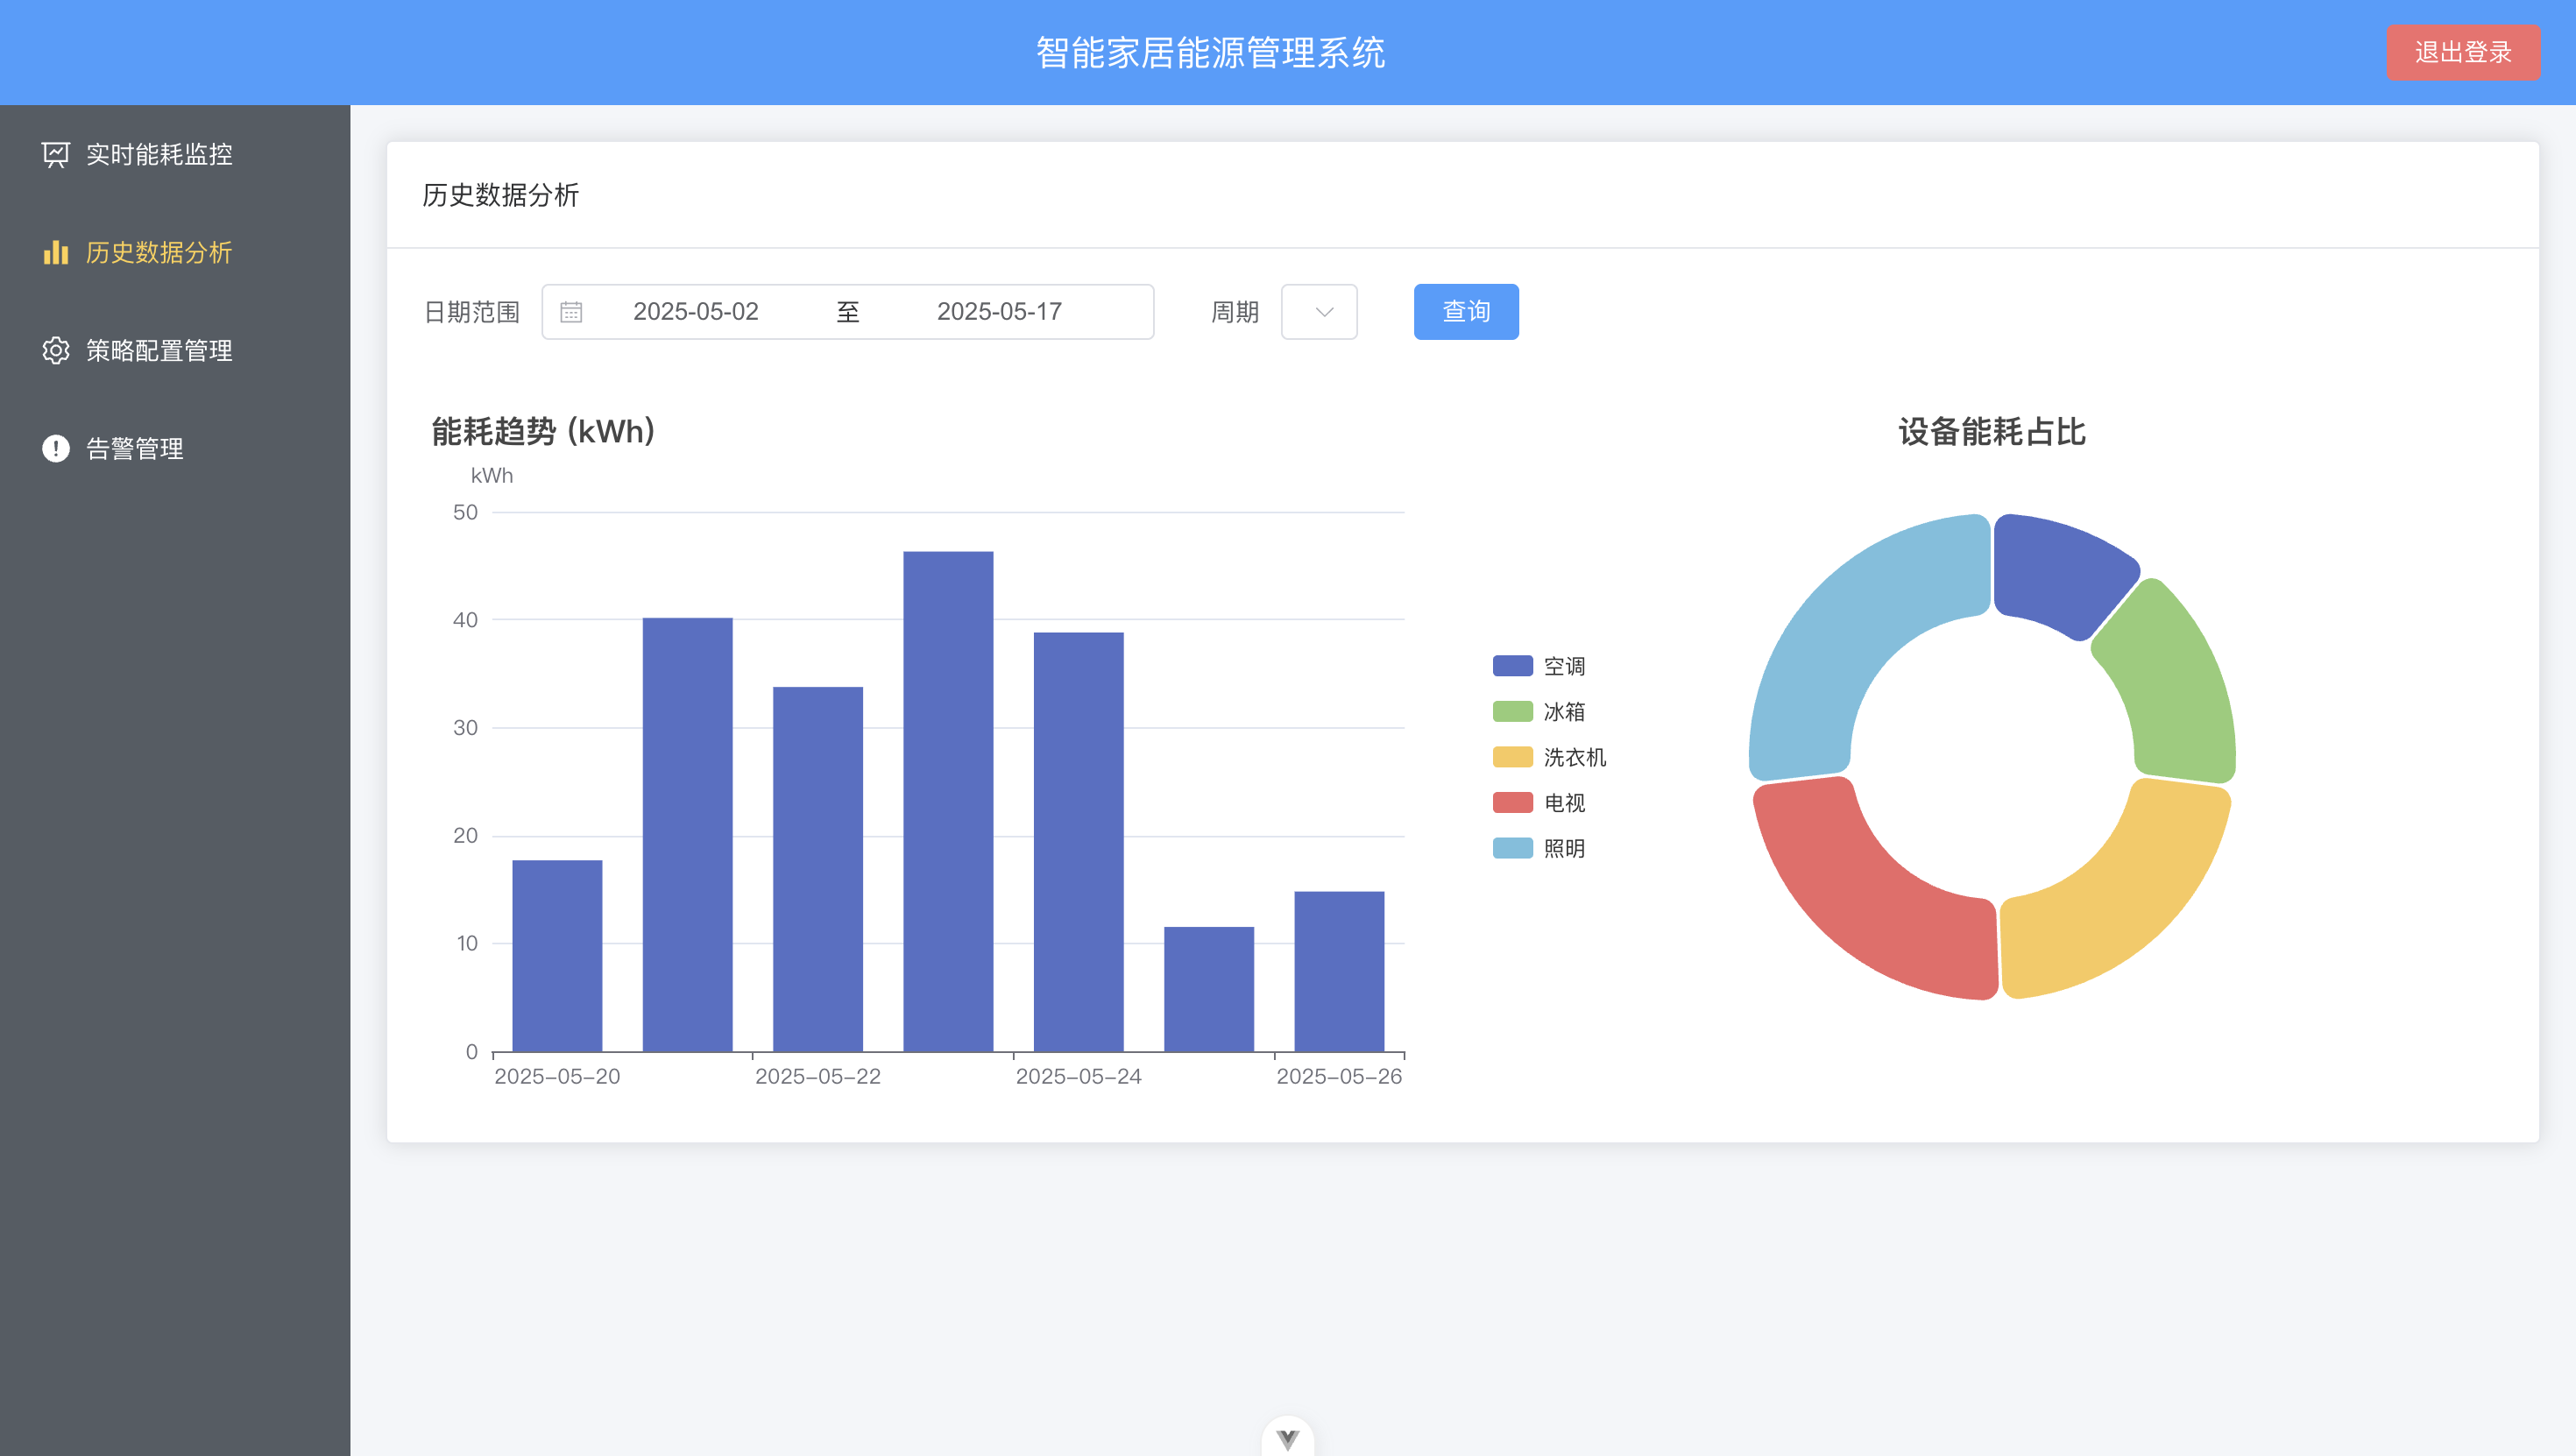 智能家居能源管理系统
退出登录
实时能耗监控
历史数据分析
策略配置管理
告警管理
历史数据分析
日期范围 2025-05-02 至 2025-05-17 周期 查询
能耗趋势 (kWh)
kWh
50
40
30
20
10
0
2025-05-20 2025-05-22 2025-05-24 2025-05-26
设备能耗占比
空调
冰箱
洗衣机
电视
照明